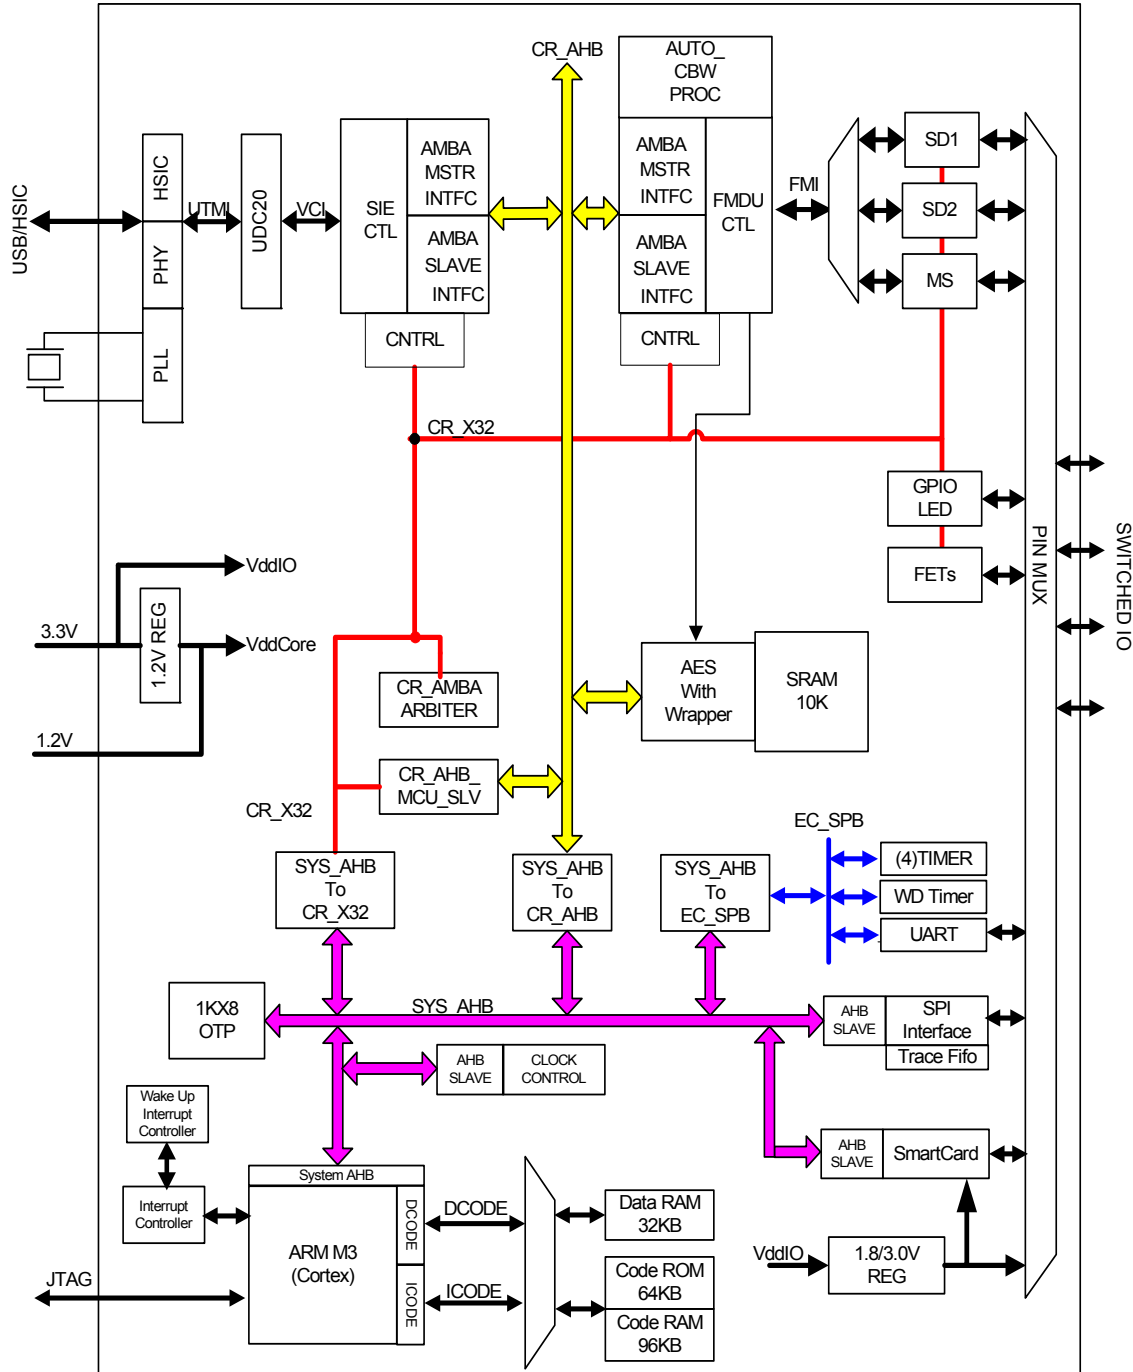 CR_AHB
AUTO_
CBW
PROC
USB/HSIC
HSIC
PHY
PLL
UTMI
UDC20
VCI
SIE
CTL
AMBA
MSTR
INTFC
AMBA
SLAVE
INTFC
CNTRL
AMBA
MSTR
INTFC
AMBA
SLAVE
INTFC
FMDU
CTL
CNTRL
FMI
SD1
SD2
MS
CR_X32
GPIO
LED
FETs
PIN MUX
SWITCHED IO
VddIO
3.3V
1.2V REG
VddCore
1.2V
CR_AMBA
ARBITER
AES
With
Wrapper
SRAM
10K
CR_AHB_
MCU_SLV
CR_X32
SYS_AHB
To
CR_X32
SYS_AHB
To
CR_AHB
SYS_AHB
To
EC_SPB
EC_SPB
(4)TIMER
WD Timer
UART
1KX8
OTP
SYS_AHB
AHB
SLAVE
SPI
Interface
Trace Fifo
AHB
SLAVE
CLOCK
CONTROL
Wake Up
Interrupt
Controller
Interrupt
Controller
AHB
SLAVE
SmartCard
System AHB
ARM M3
(Cortex)
DCODE
ICODE
DCODE
ICODE
Data RAM
32KB
Code ROM
64KB
Code RAM
96KB
VddIO
1.8/3.0V
REG
JTAG